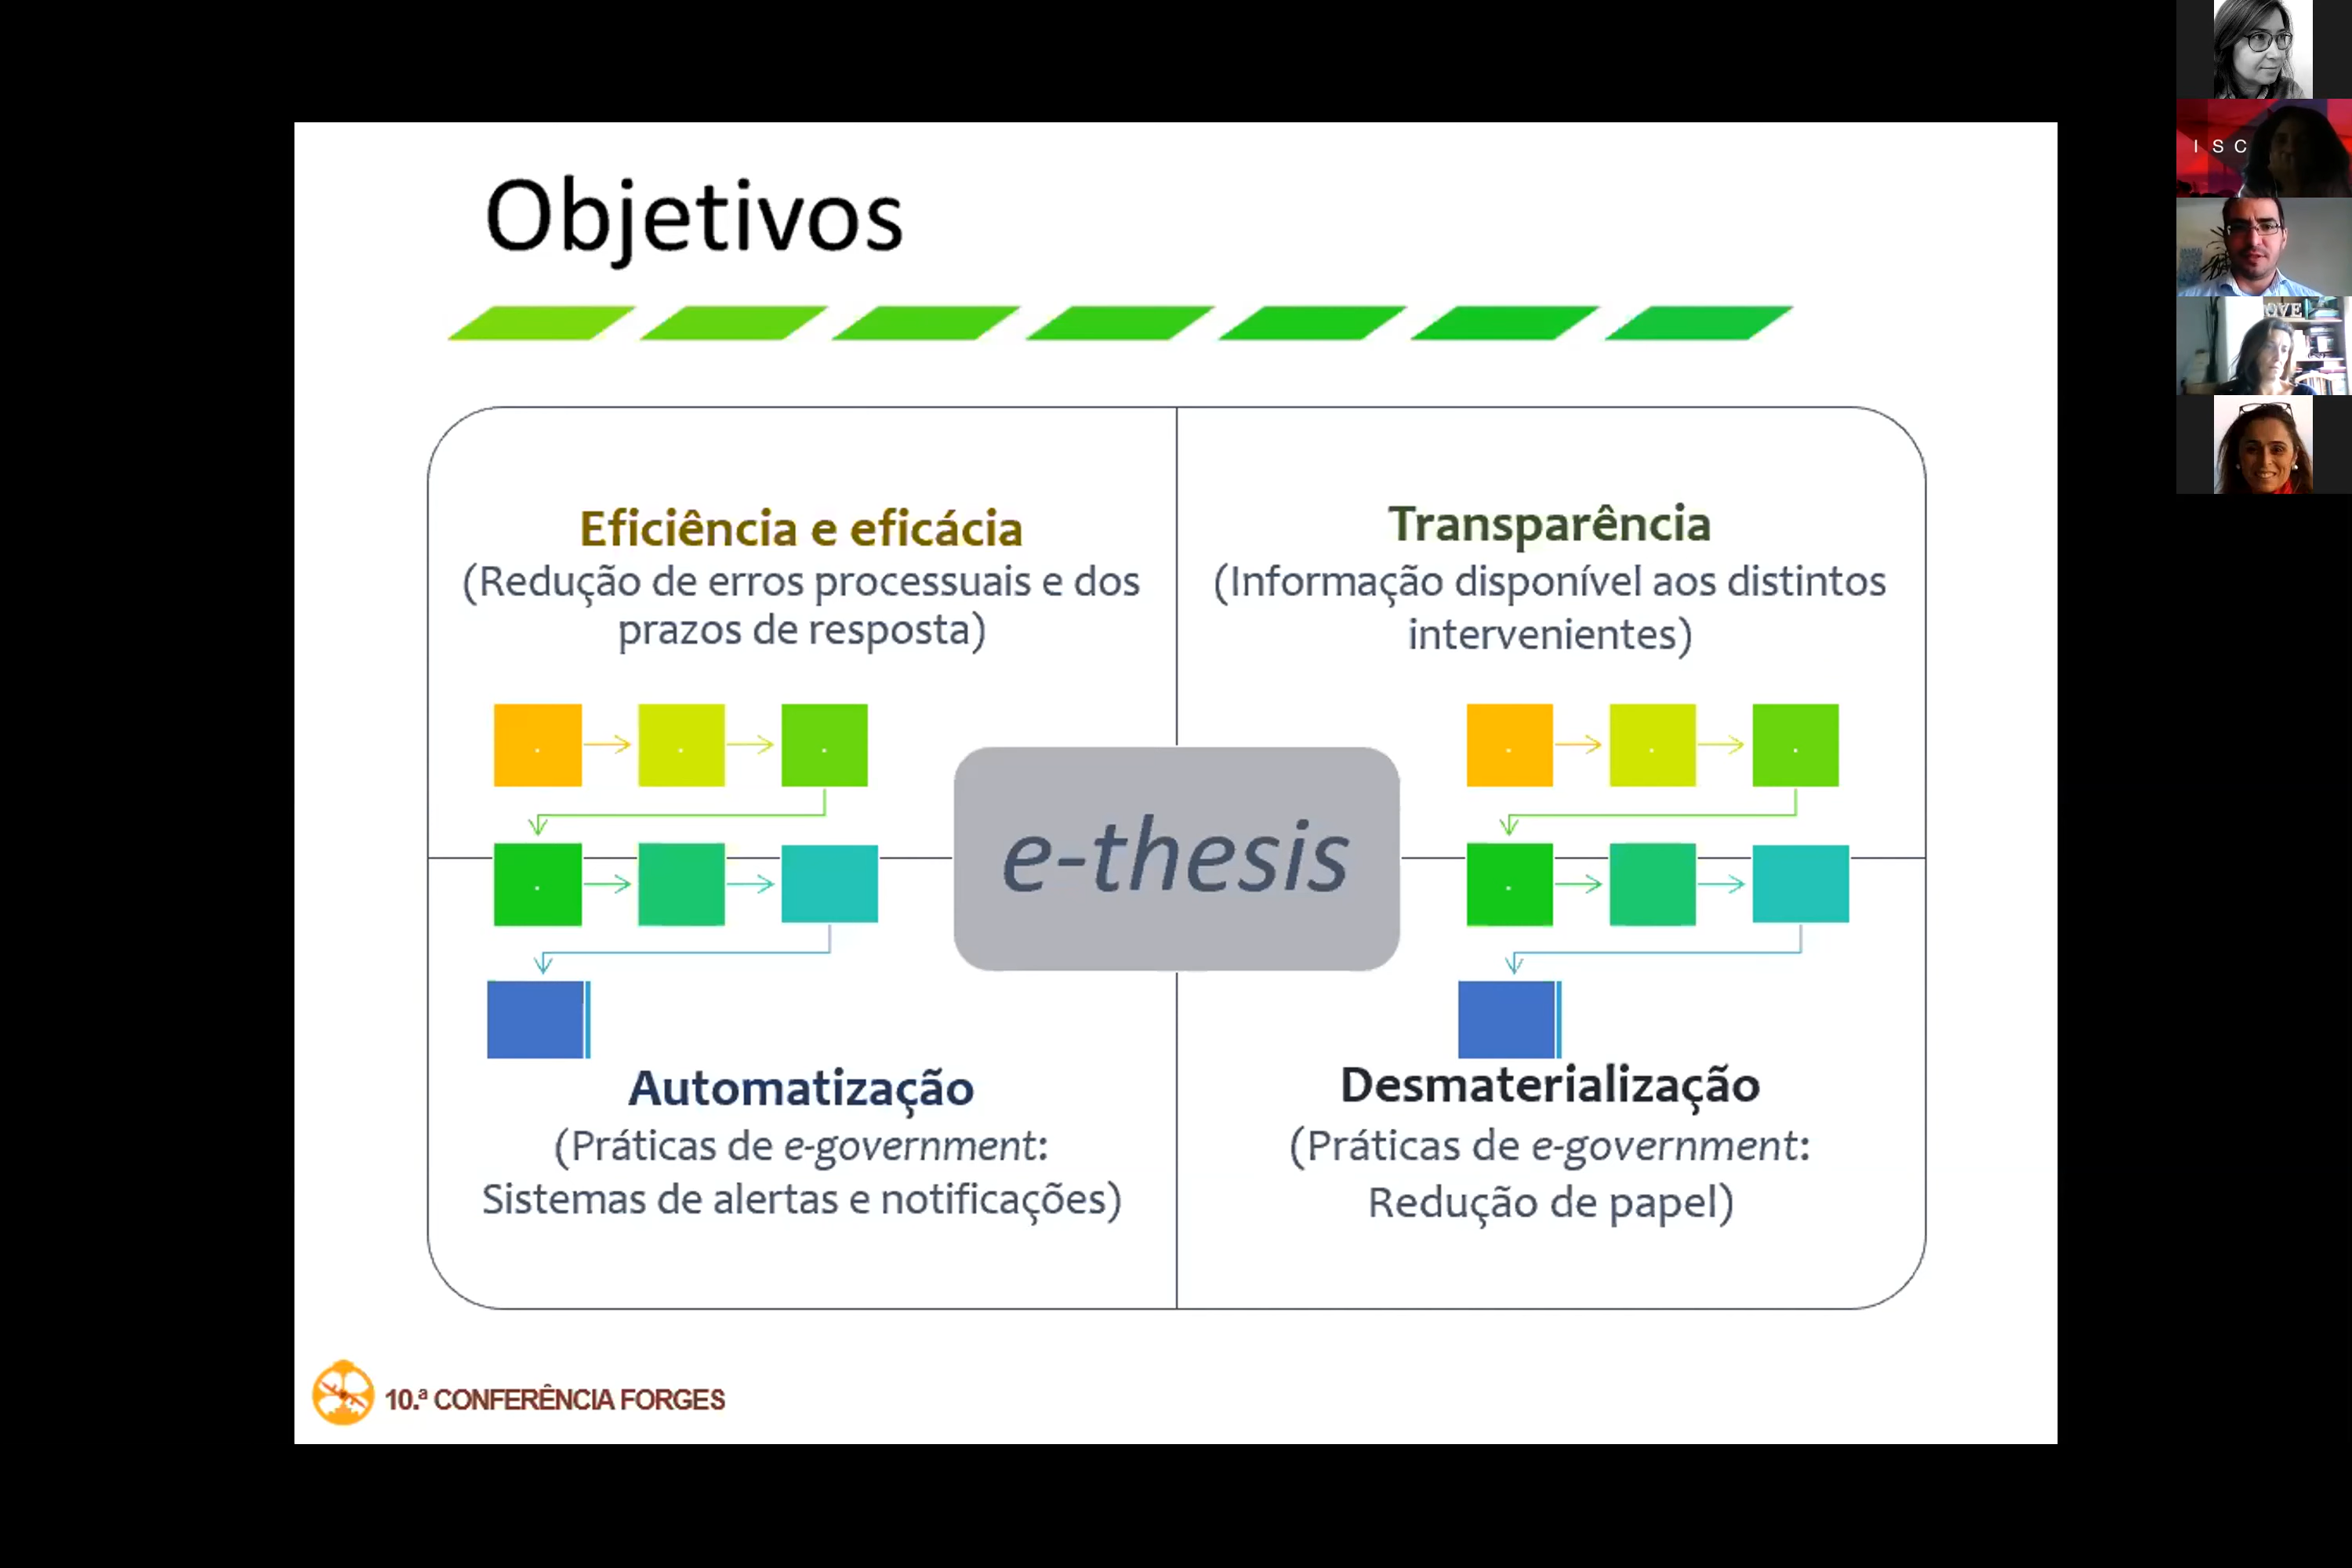 Objetivos
Eficiência e eficácia
(Redução de erros processuais e dos
prazos de resposta)
Transparência
(Informação disponível aos distintos
intervenientes)
e-thesis
Automatização
(Práticas de e-government:
Sistemas de alertas e notificações)
Desmaterialização
(Práticas de e-government:
Redução de papel)
10.ª CONFERÊNCIA FORGES
I S C
OVE